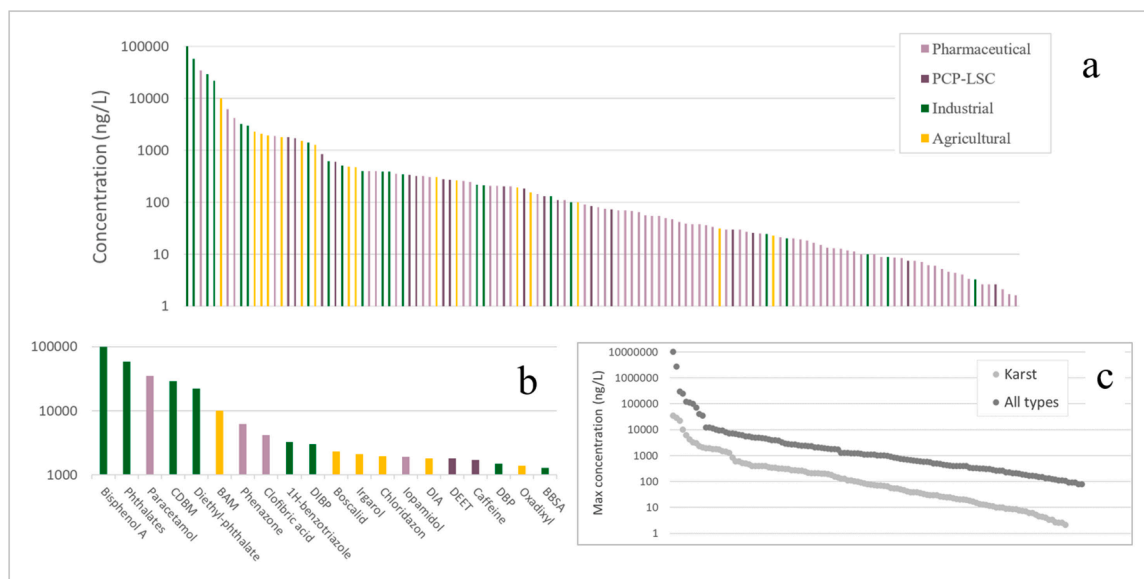 Concentration (ng/L)
100000
10000
1000
100
10
1
Pharmaceutical
PCP-LSC
Industrial
Agricultural
a
100000
10000
1000
b
Bisphenol A
Phthalates
Paracetamol
CDBM
Diethyl-phthalate
BAM
Phenazone
Clofibric acid
1H-benzotriazole
DIBP
Boscalid
Irgarol
Chloridazon
Iopamidol
DIA
DEET
Caffeine
DBP
Oxadixyl
BBSA
Max concentration (ng/L)
10000000
1000000
100000
10000
1000
100
10
1
Karst
All types
c